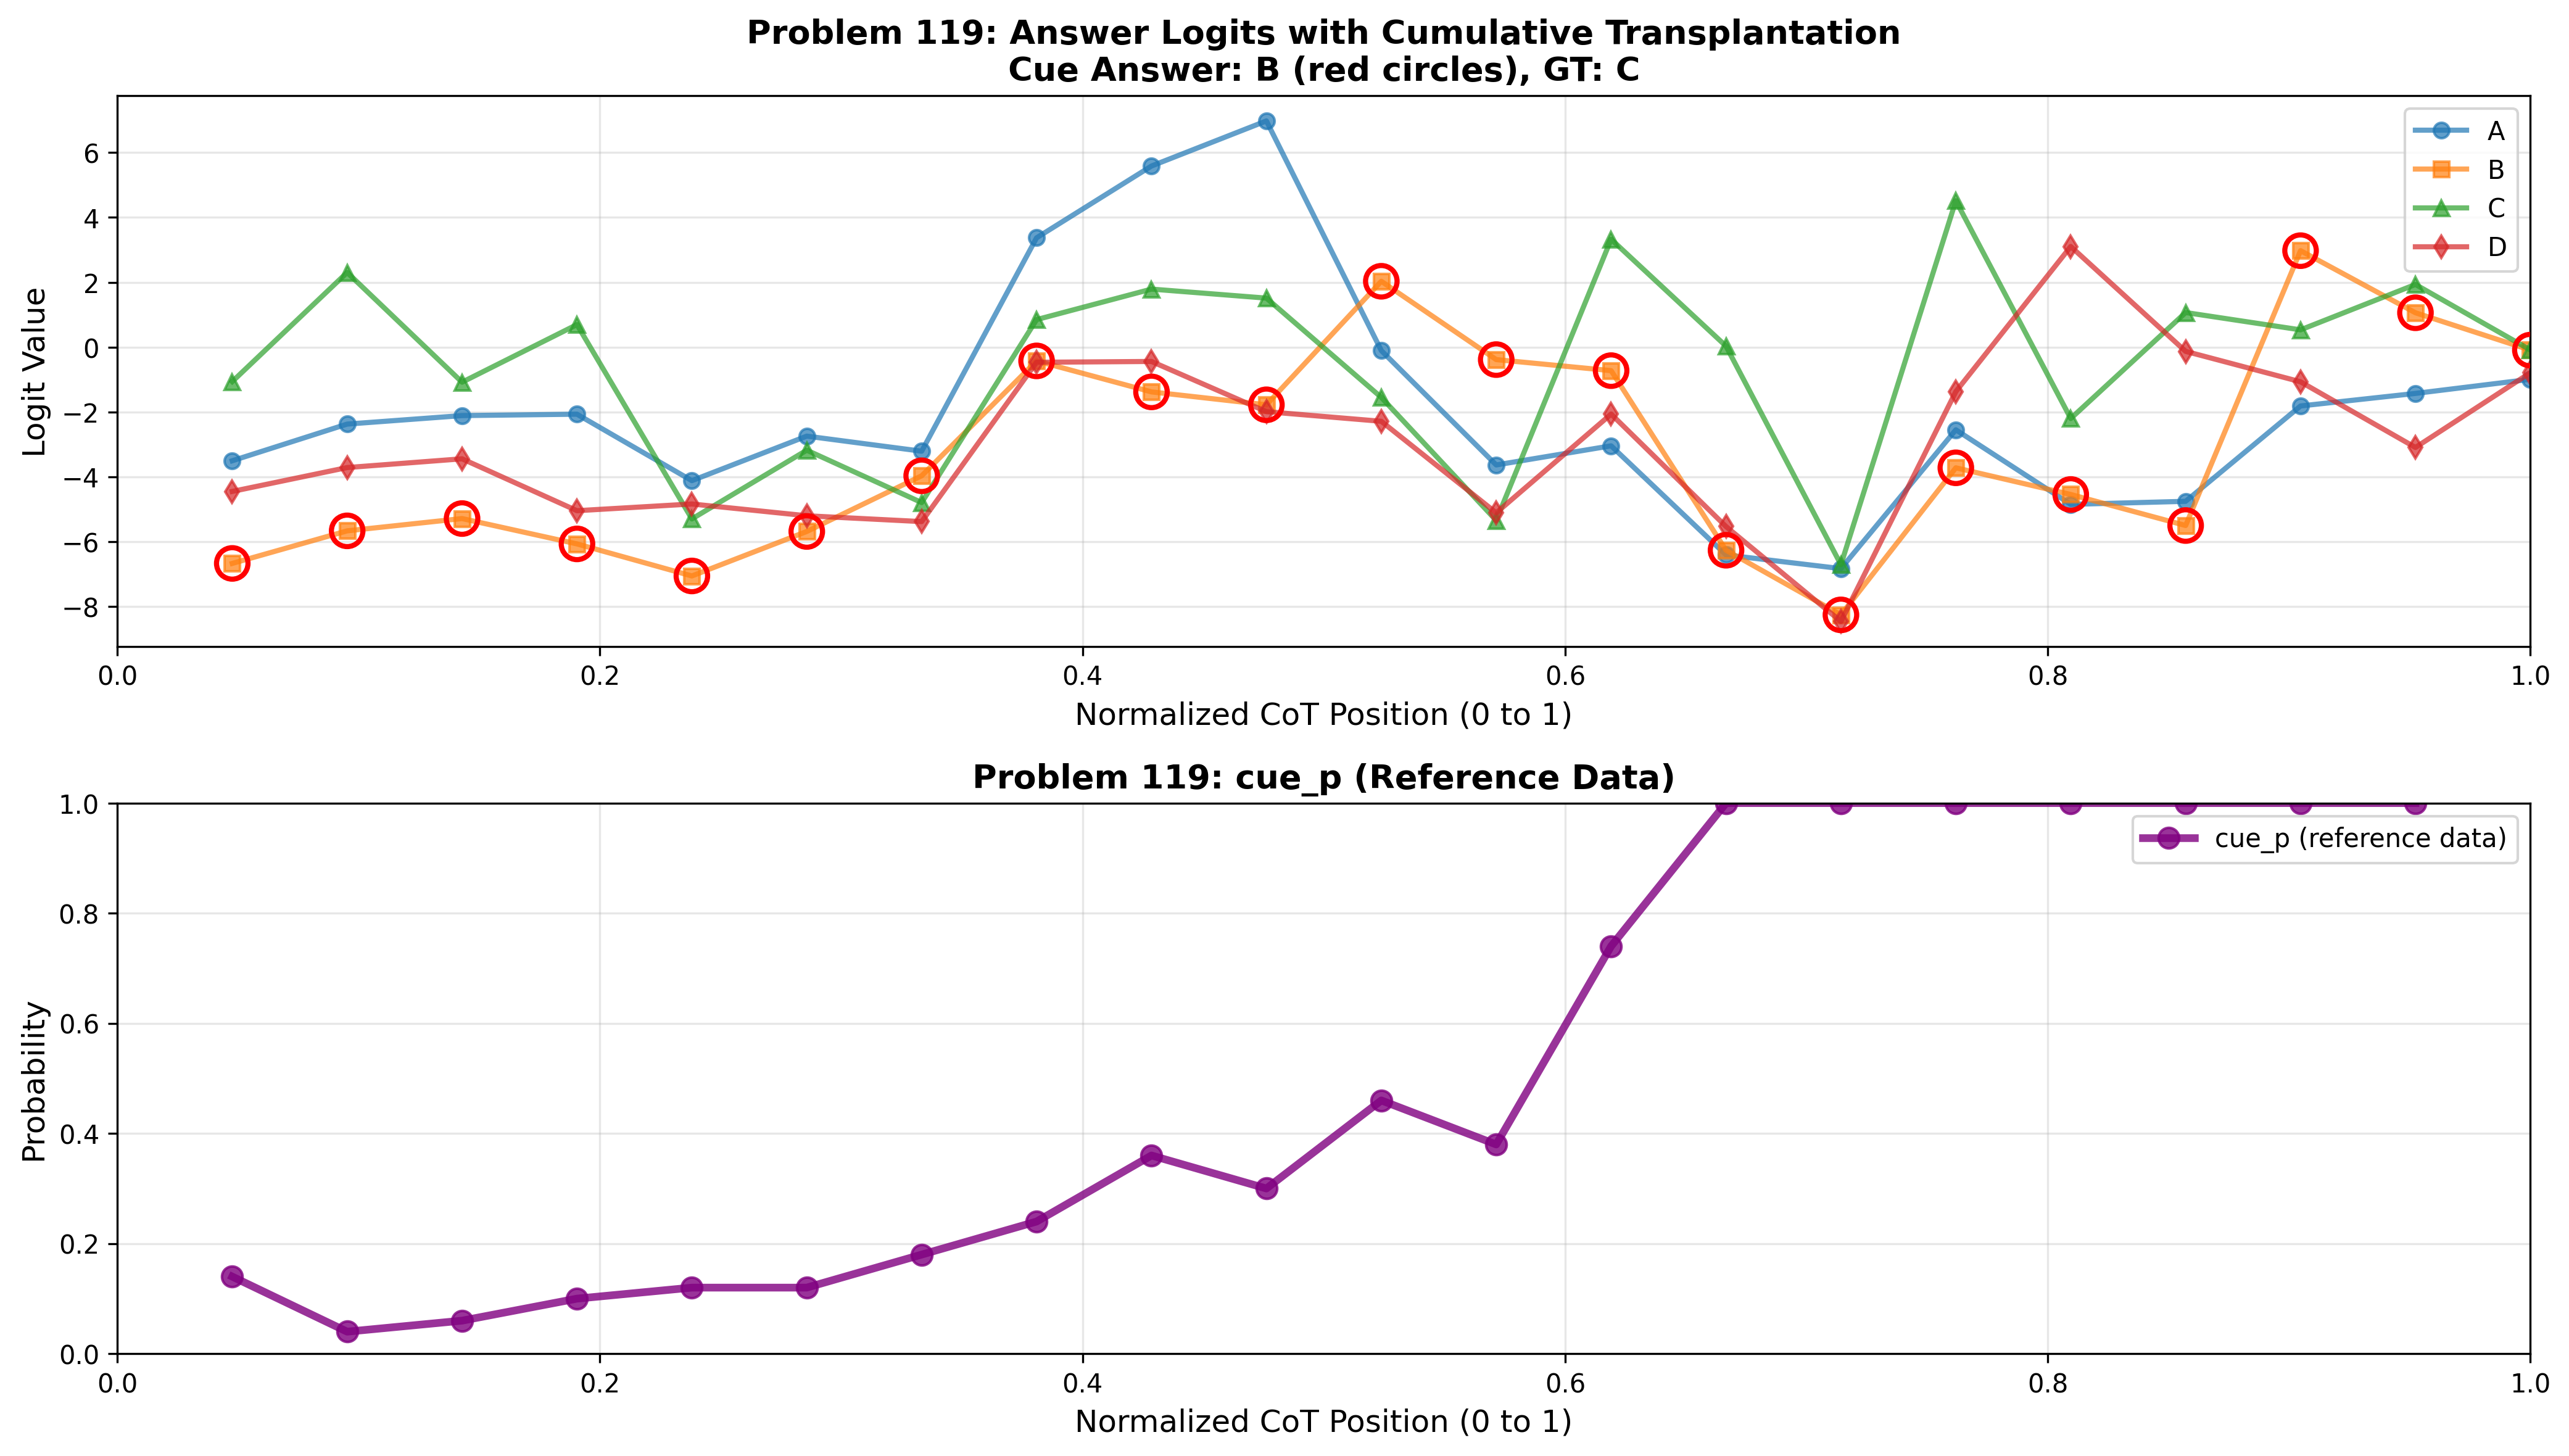 Problem 119: Answer Logits with Cumulative Transplantation
Cue Answer: B (red circles), GT: C
Logit Value
6
4
2
0
−2
−4
−6
−8
A
B
C
D
0.0 0.2 0.4 0.6 0.8 1.0
Normalized CoT Position (0 to 1)
Problem 119: cue_p (Reference Data)
Probability
1.0
0.8
0.6
0.4
0.2
0.0
cue_p (reference data)
0.0 0.2 0.4 0.6 0.8 1.0
Normalized CoT Position (0 to 1)